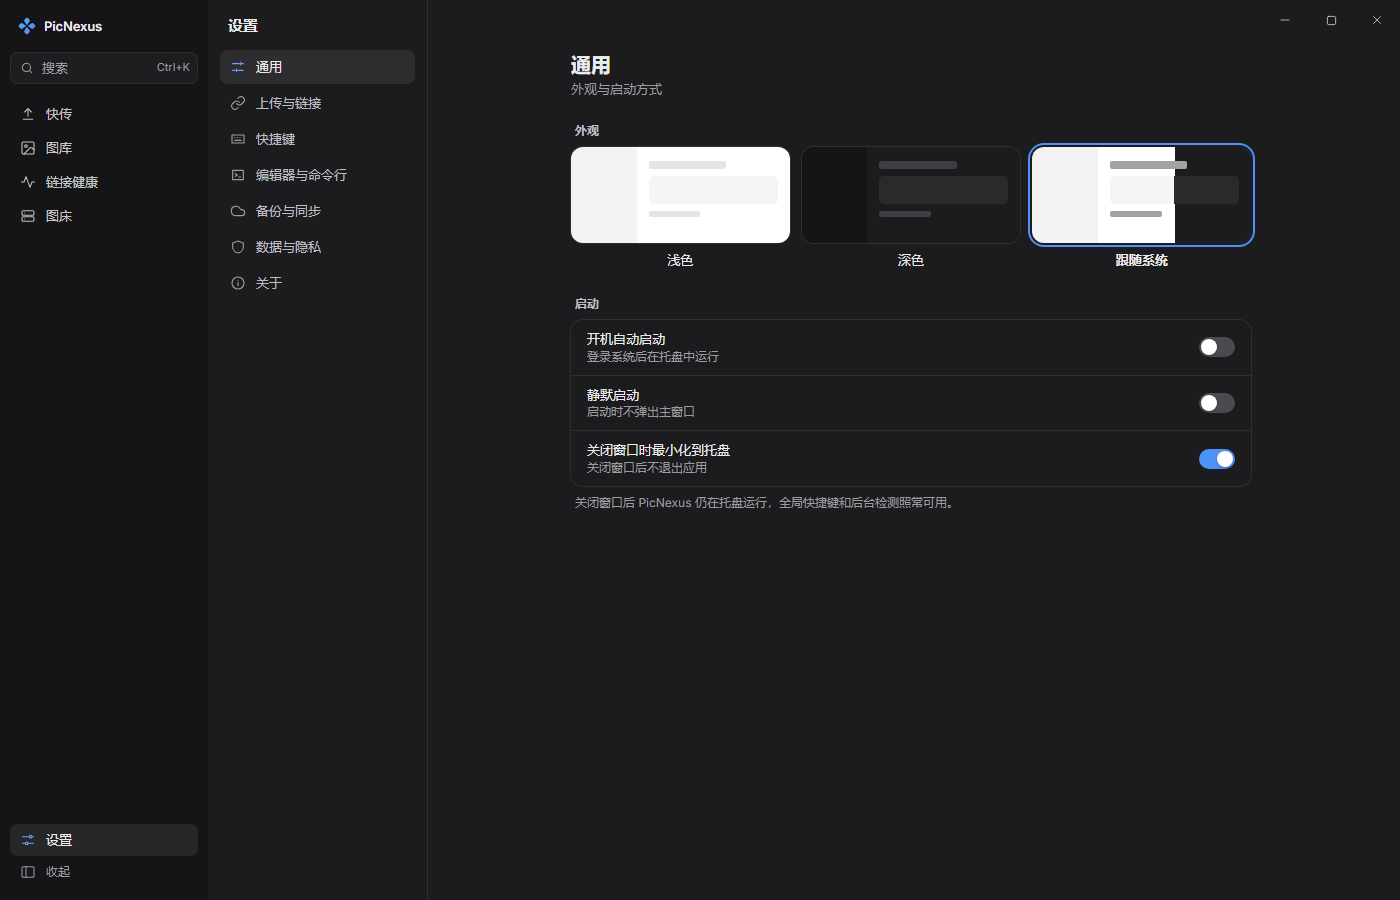 PicNexus
搜索 Ctrl+K
快传
图库
链接健康
图床
设置
收起
设置
通用
上传与链接
快捷键
编辑器与命令行
备份与同步
数据与隐私
关于
通用
外观与启动方式
外观
浅色 深色 跟随系统
启动
开机自动启动
登录系统后在托盘中运行
静默启动
启动时不弹出主窗口
关闭窗口时最小化到托盘
关闭窗口后不退出应用
关闭窗口后 PicNexus 仍在托盘运行，全局快捷键和后台检测照常可用。